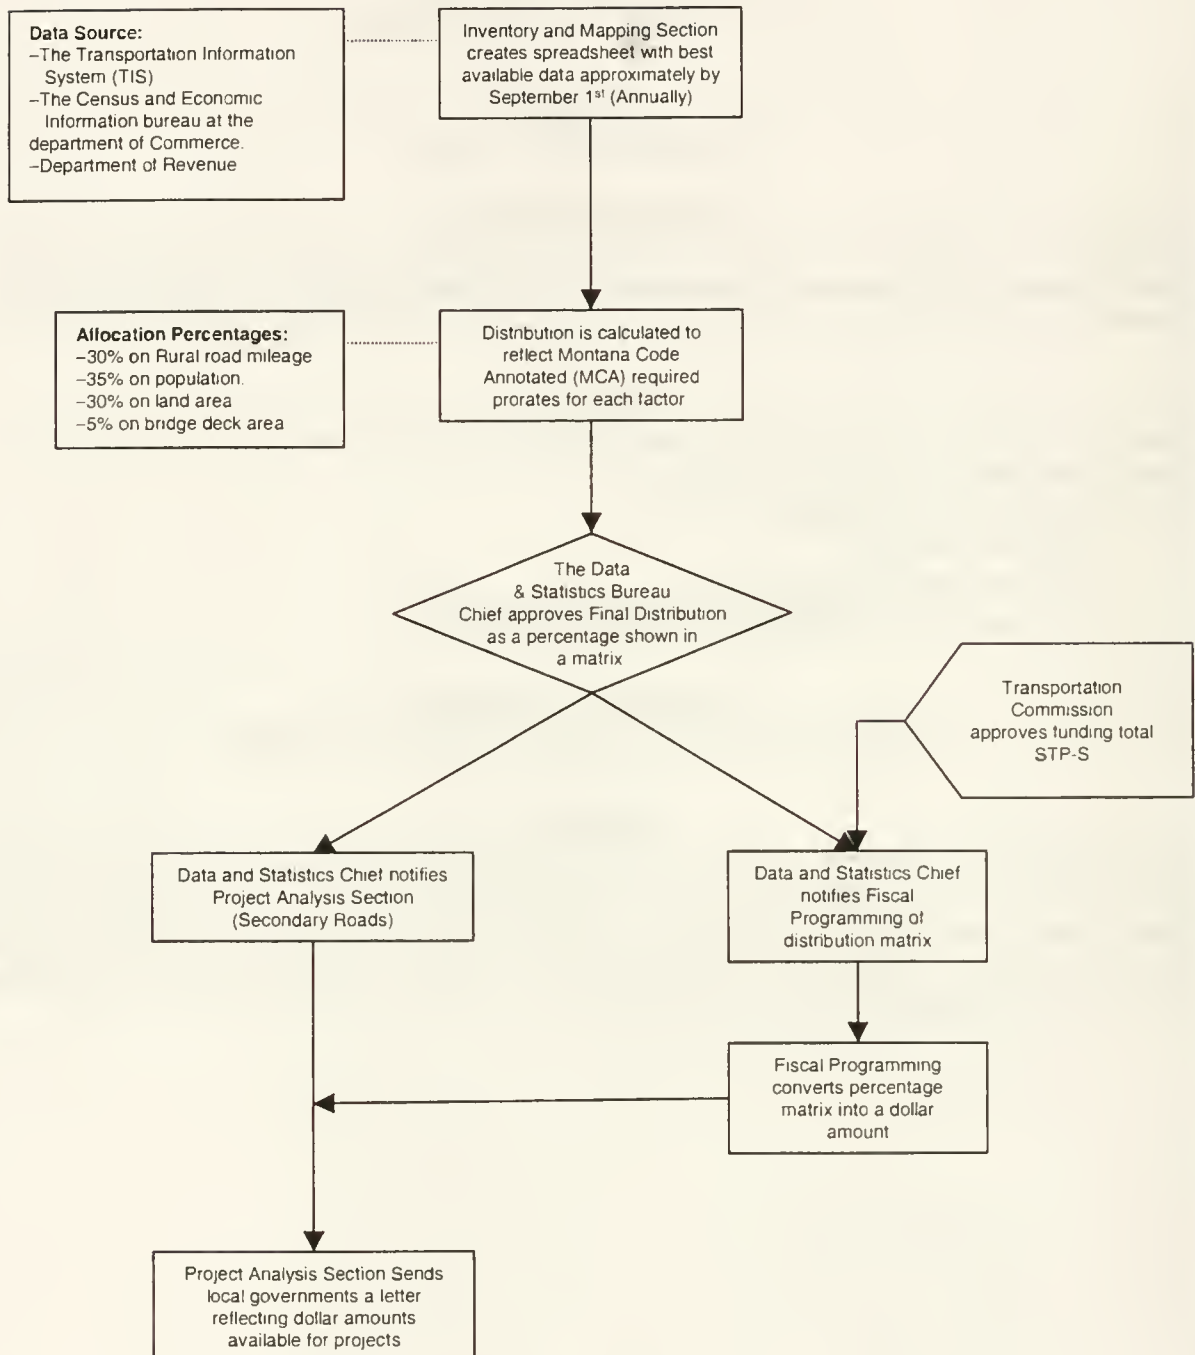 Data Source:
–The Transportation Information
System (TIS)
–The Census and Economic
Information bureau at the
department of Commerce.
–Department of Revenue
Inventory and Mapping Section
creates spreadsheet with best
available data approximately by
September 1st (Annually)
Allocation Percentages:
–30% on Rural road mileage
–35% on population.
–30% on land area
–5% on bridge deck area
Distribution is calculated to
reflect Montana Code
Annotated (MCA) required
prorates for each factor
The Data
& Statistics Bureau
Chief approves Final Distribution
as a percentage shown in
a matrix
Transportation
Commission
approves funding total
STP-S
Data and Statistics Chief notifies
Project Analysis Section
(Secondary Roads)
Data and Statistics Chief
notifies Fiscal
Programming of
distribution matrix
Fiscal Programming
converts percentage
matrix into a dollar
amount
Project Analysis Section Sends
local governments a letter
reflecting dollar amounts
available for projects